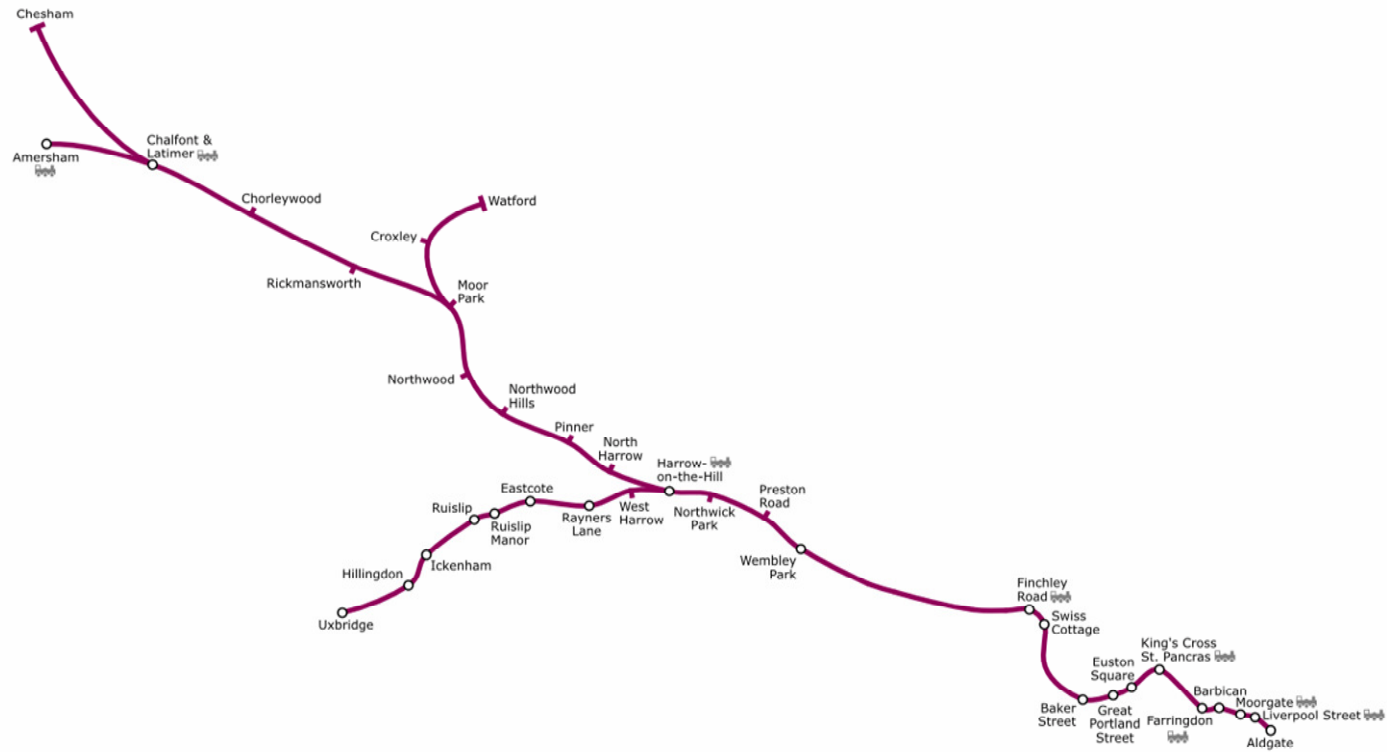 Chesham
Chalfont &
Latimer
Amersham
Chorleywood
Watford
Croxley
Rickmansworth
Moor
Park
Northwood
Northwood
Hills
Pinner
North
Harrow
Harrow-
on-the-Hill
Eastcote
Preston
Road
Ruislip
Ruislip
Manor
Rayners
Lane
West
Harrow
Northwick
Park
Wembley
Park
Ickenham
Hillingdon
Uxbridge
Finchley
Road
Swiss
Cottage
King's Cross
St. Pancras
Euston
Square
Baker
Street
Great
Portland
Street
Farringdon
Barbican
Moorgate
Liverpool Street
Aldgate